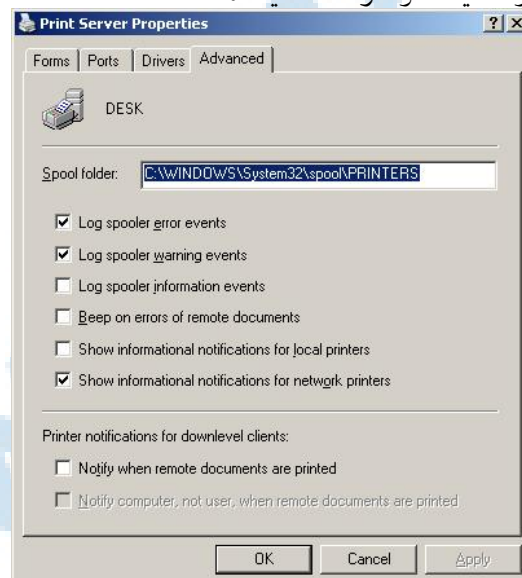 Print Server Properties
Forms Ports Drivers Advanced
DESK
Spool folder: C:\WINDOWS\System32\spool\PRINTERS
Log spooler error events
Log spooler warning events
Log spooler information events
Beep on errors of remote documents
Show informational notifications for local printers
Show informational notifications for network printers
Printer notifications for downlevel clients:
Notify when remote documents are printed
Notify computer, not user, when remote documents are printed
OK Cancel Apply